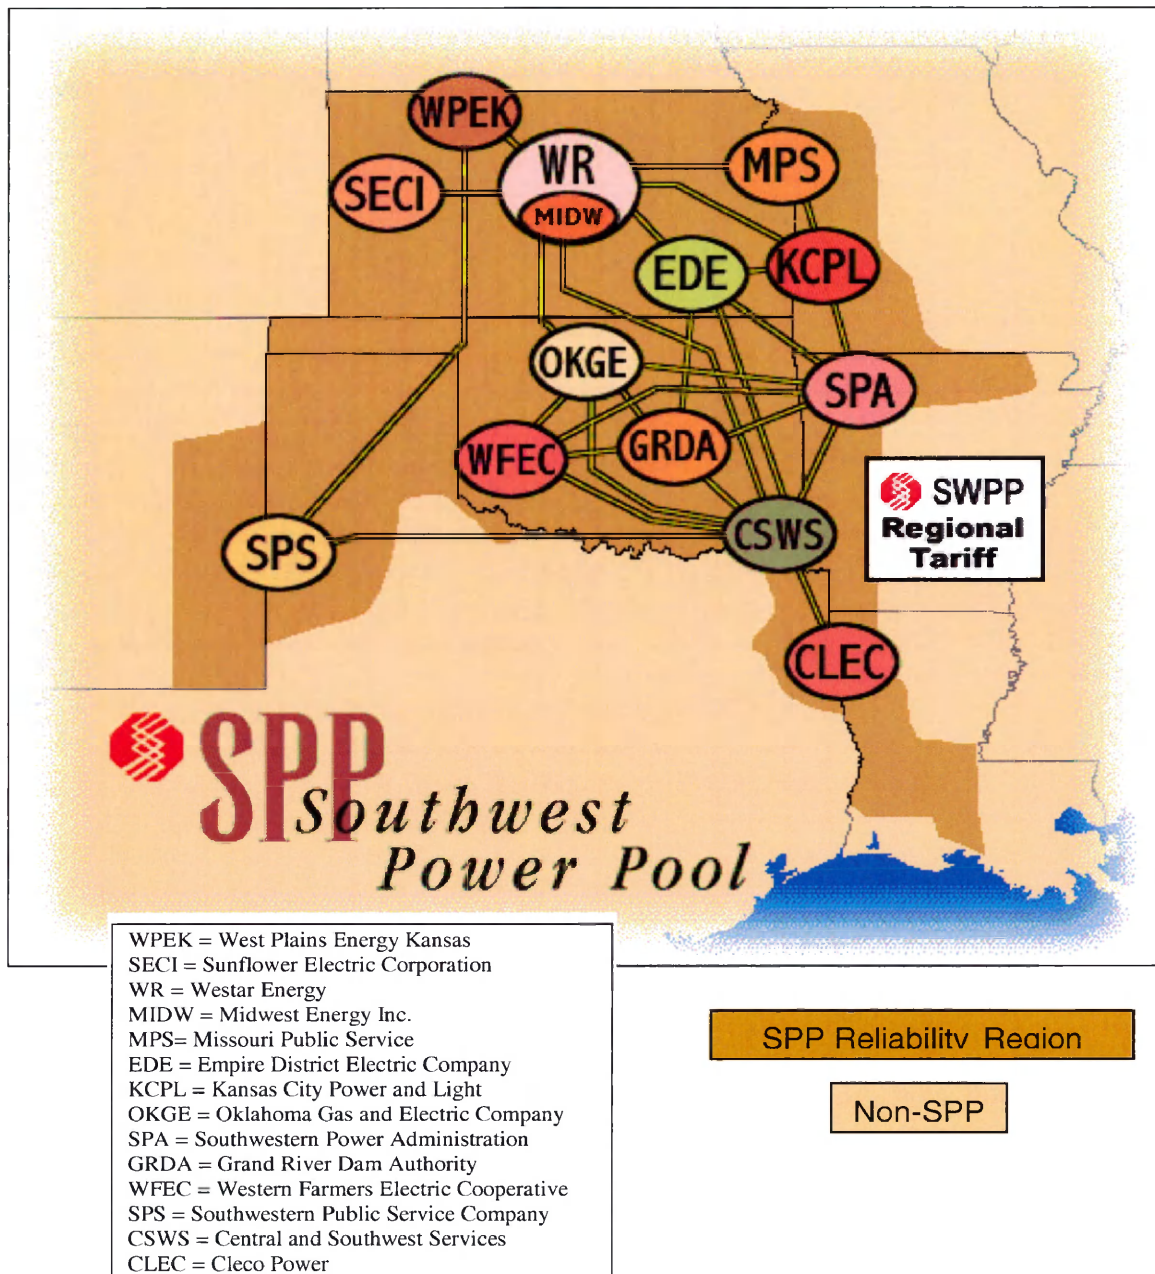 WPEK
WR
MPS
SECI
MIDW
EDE
KCPL
OKGE
SPA
WFEC
GRDA
SWPP
Regional
Tariff
SPS
CSWS
CLEC
SPP
Southwest
Power Pool
WPEK = West Plains Energy Kansas
SECI = Sunflower Electric Corporation
WR = Westar Energy
MIDW = Midwest Energy Inc.
MPS= Missouri Public Service
EDE = Empire District Electric Company
KCPL = Kansas City Power and Light
OKGE = Oklahoma Gas and Electric Company
SPA = Southwestern Power Administration
GRDA = Grand River Dam Authority
WFEC = Western Farmers Electric Cooperative
SPS = Southwestern Public Service Company
CSWS = Central and Southwest Services
CLEC = Cleco Power
SPP Reliability Region
Non-SPP